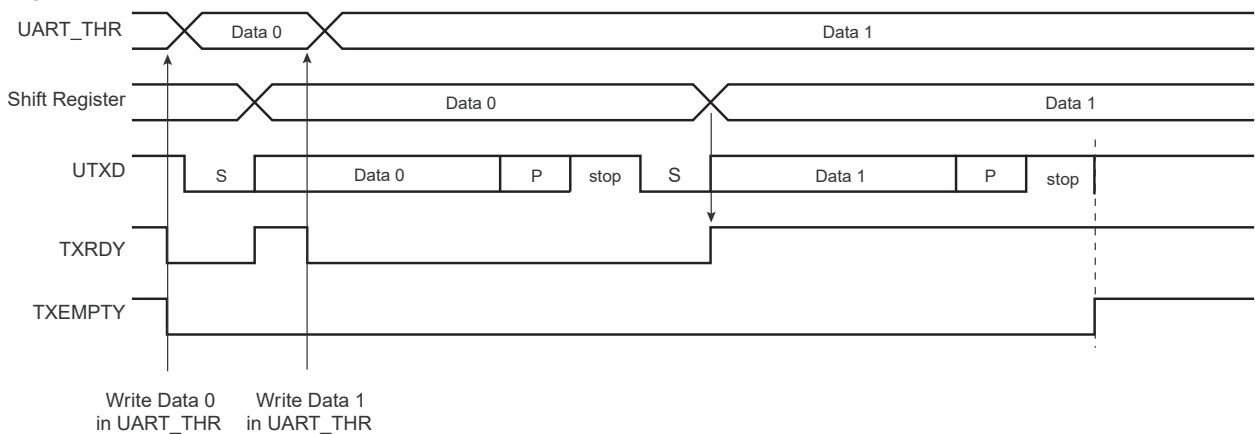 UART_THR
Data 0
Data 1
Shift Register
Data 0
Data 1
UTXD
S
Data 0
P
stop
S
Data 1
P
stop
TXRDY
TXEMPTY
Write Data 0
in UART_THR
Write Data 1
in UART_THR